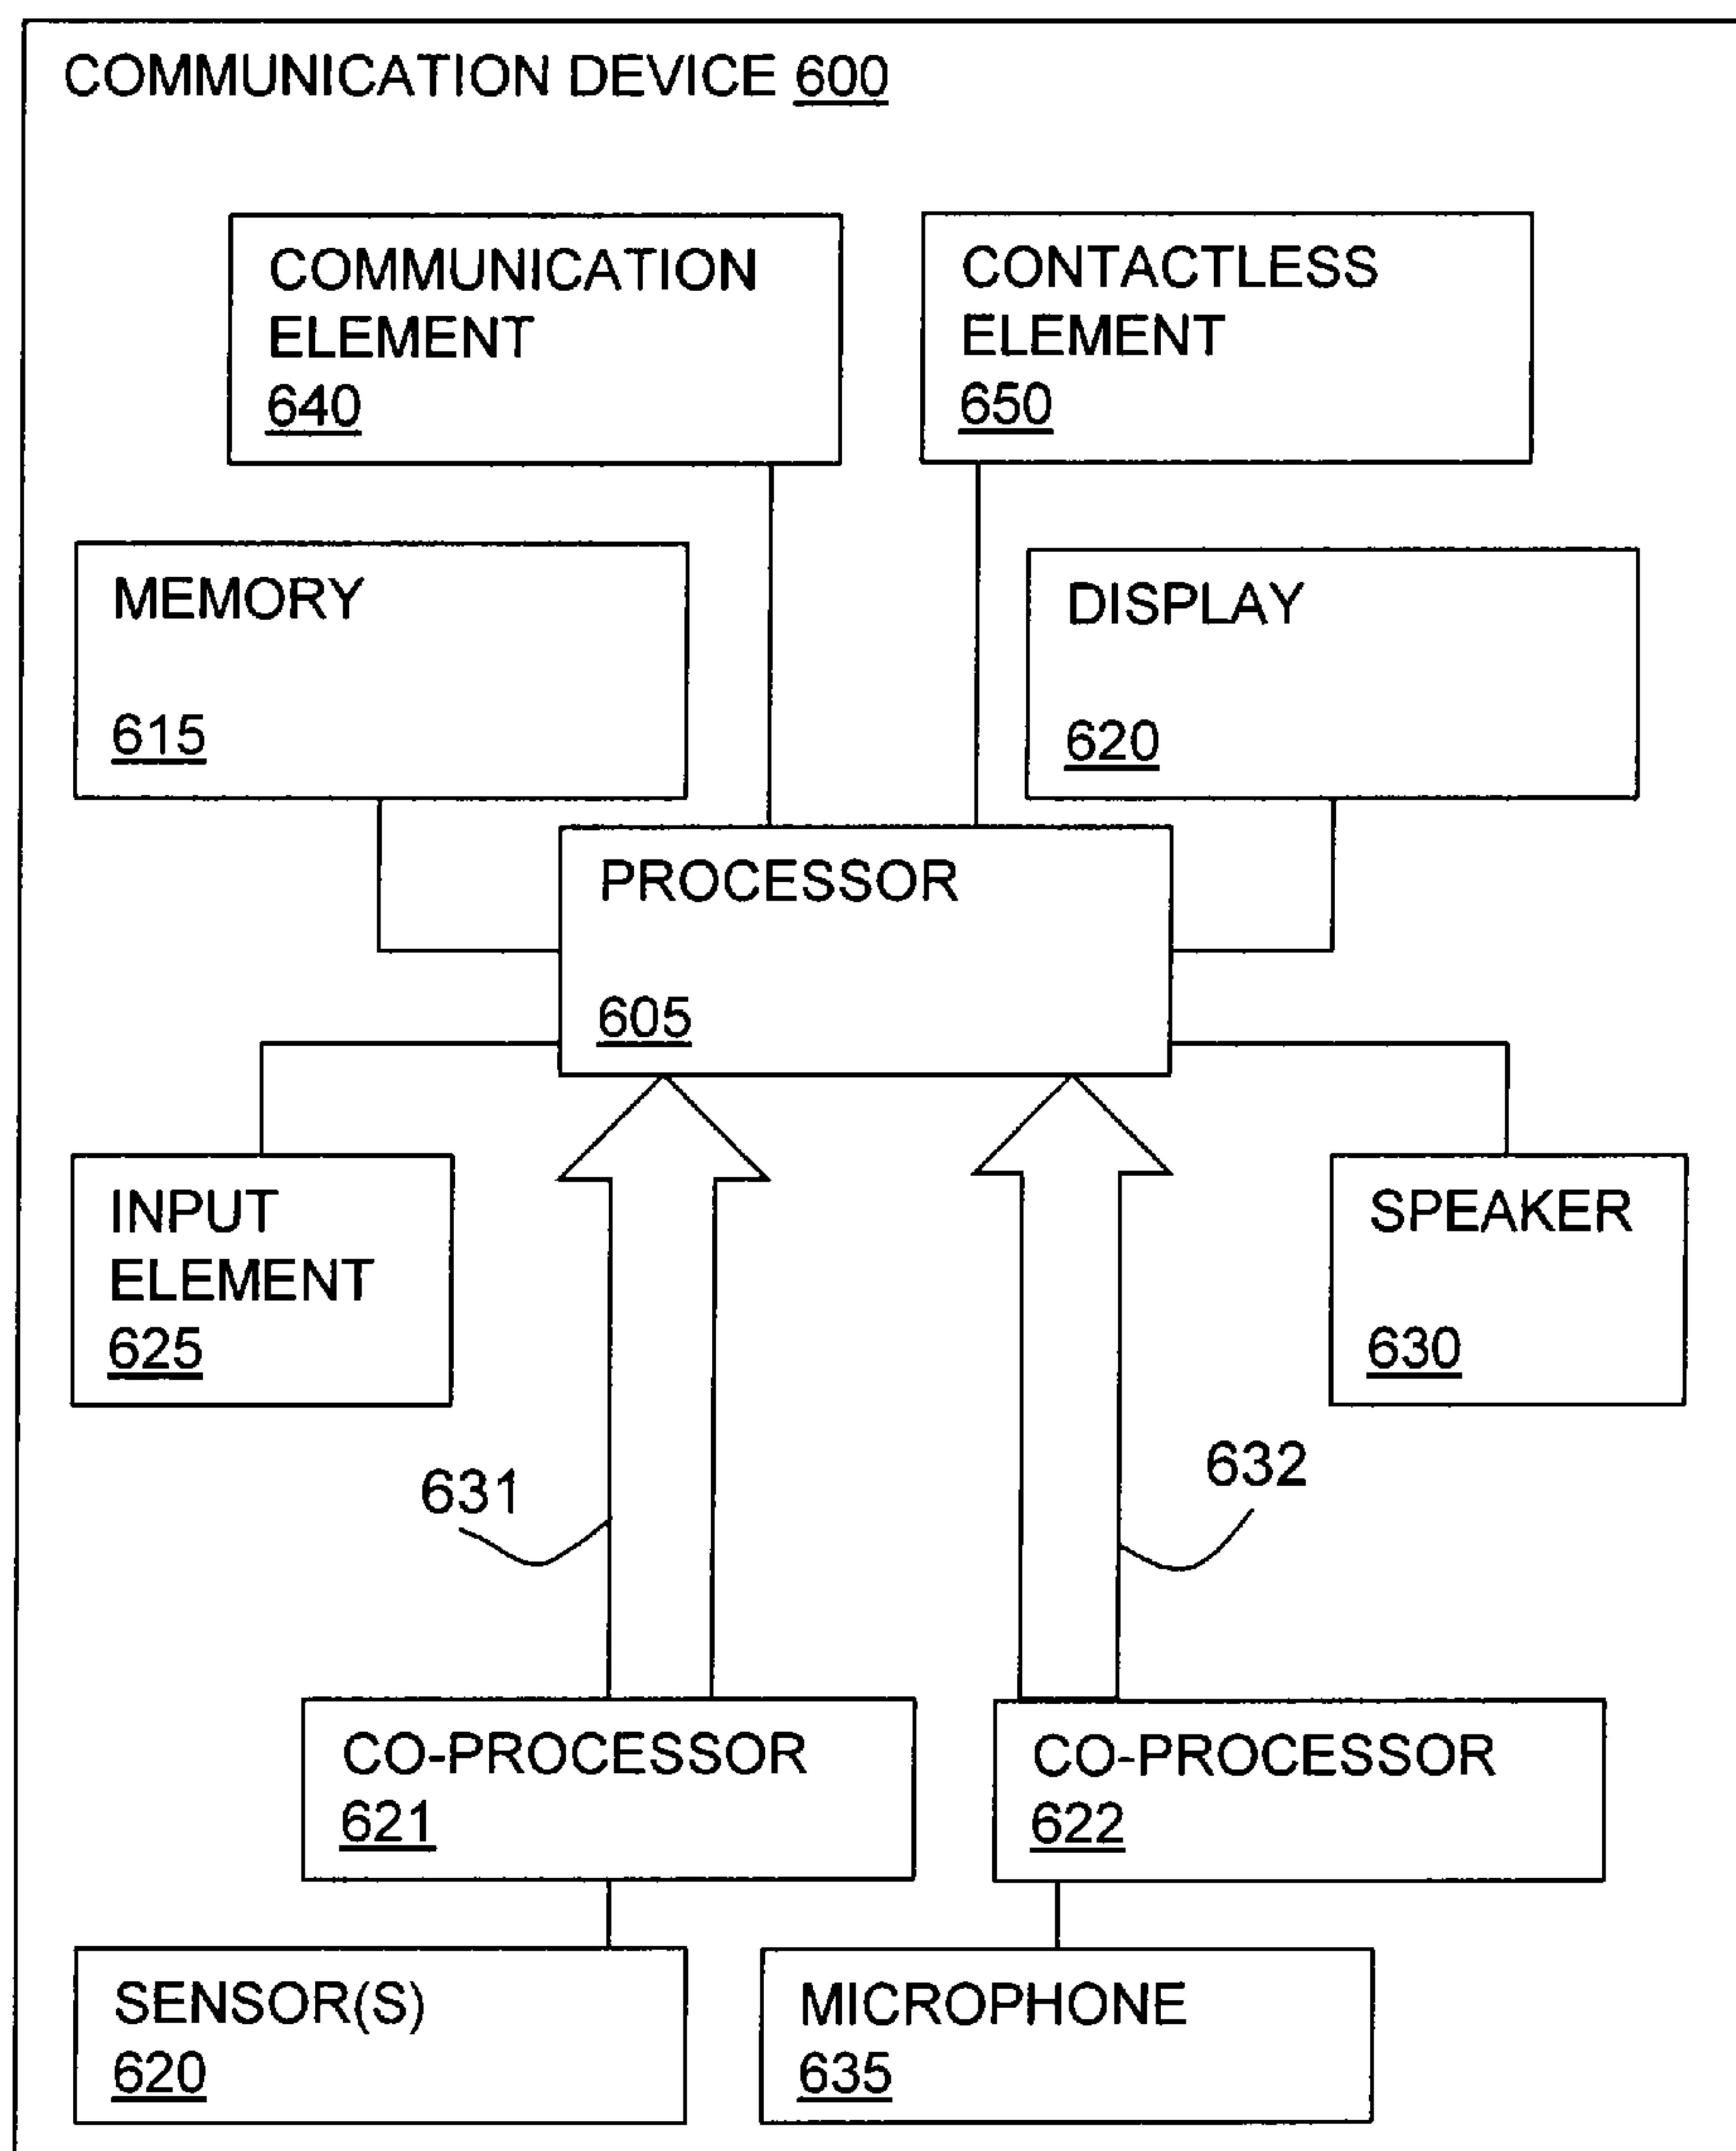 COMMUNICATION DEVICE 600
COMMUNICATION
ELEMENT
640
CONTACTLESS
ELEMENT
650
MEMORY
615
DISPLAY
620
PROCESSOR
605
INPUT
ELEMENT
625
SPEAKER
630
631
632
CO-PROCESSOR
621
CO-PROCESSOR
622
SENSOR(S)
620
MICROPHONE
635